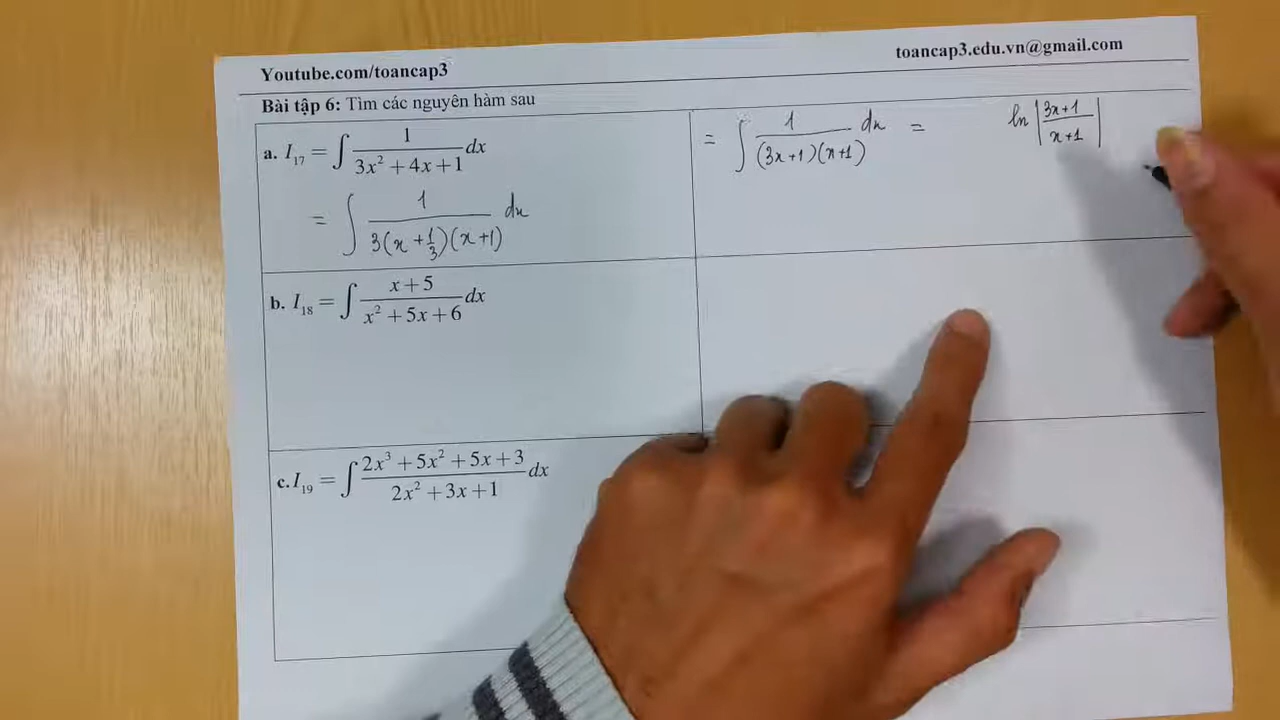 Youtube.com/toancap3
toancap3.edu.vn@gmail.com
Bài tập 6: Tìm các nguyên hàm sau
a. I₁₇ = ∫ 1/(3x² + 4x + 1) dx
= ∫ 1/(3(x + 1/3)(x+1)) dx
= ∫ 1/((3x+1)(x+1)) dx = ln |(3x+1)/(x+1)|
b. I₁₈ = ∫ (x + 5)/(x² + 5x + 6) dx
c. I₁₉ = ∫ (2x³ + 5x² + 5x + 3)/(2x² + 3x + 1) dx